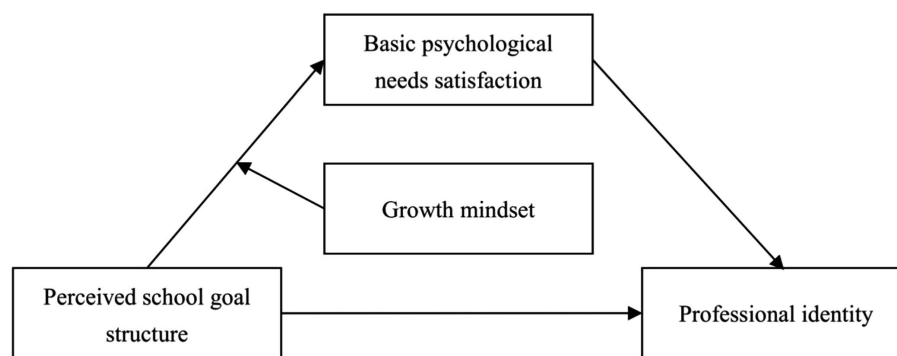 Basic psychological
needs satisfaction
Growth mindset
Perceived school goal
structure
Professional identity